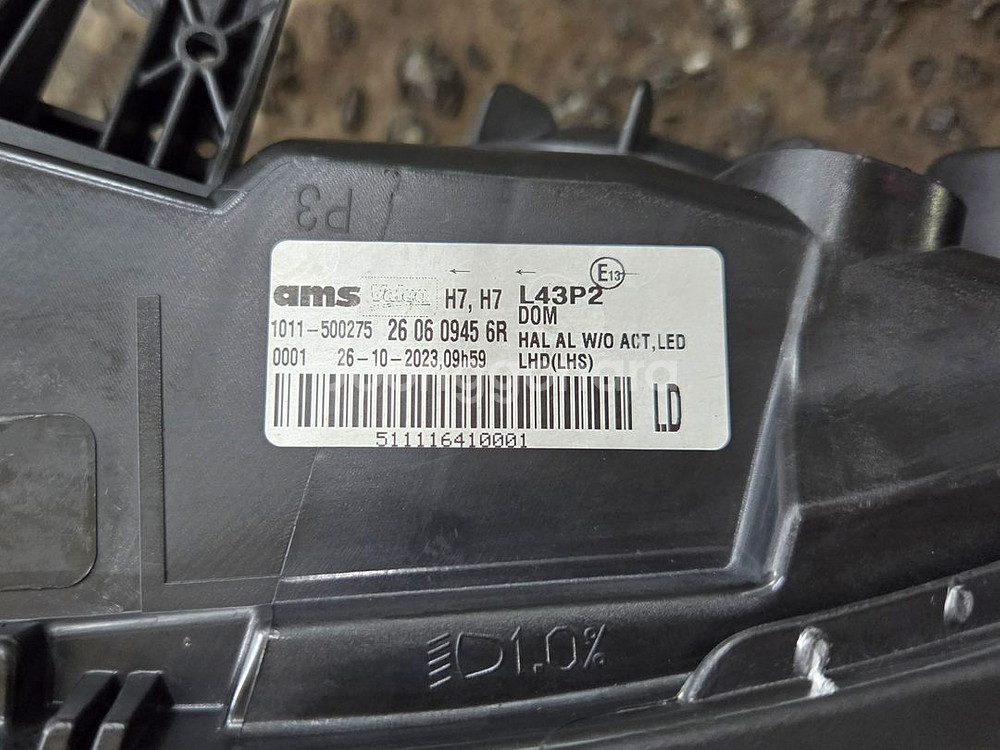 P3
E13
ams Valeo H7, H7 L43P2
DOM
1011-500275 26 06 0945 6R HAL AL W/O ACT,LED
0001 26-10-2023,09h59 LHD(LHS)
LD
511116410001
1.0%